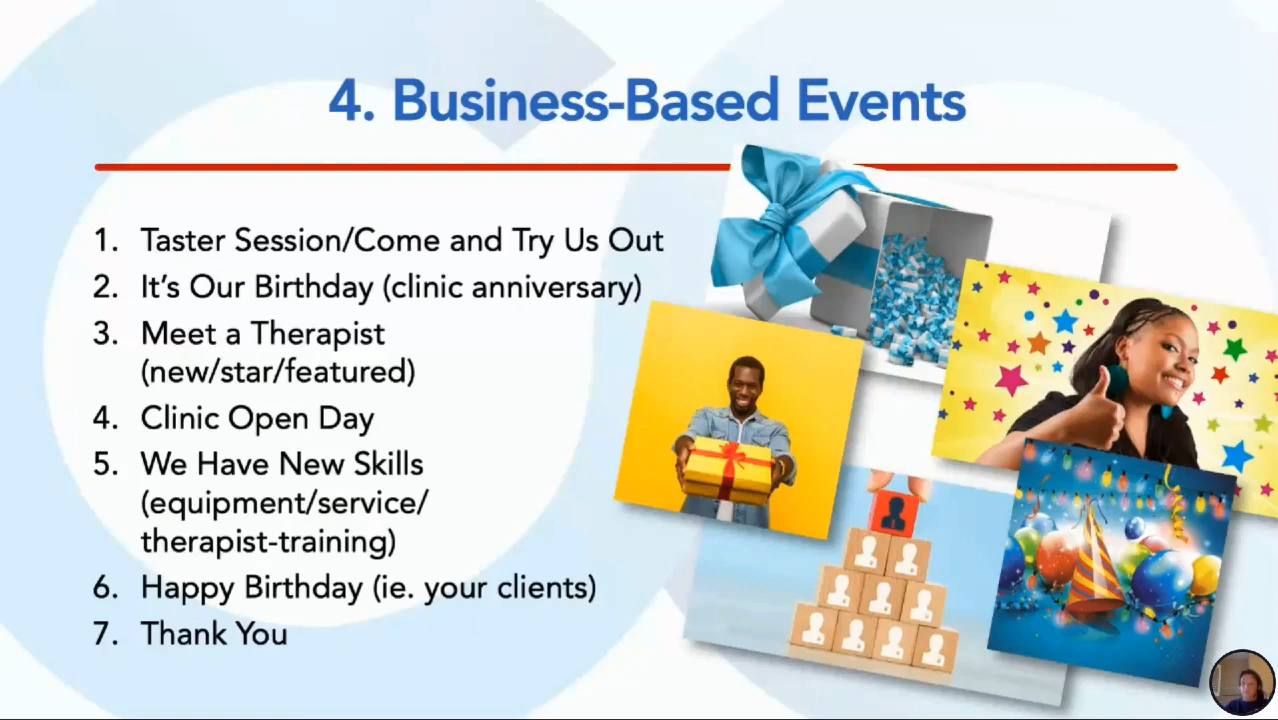 4. Business-Based Events
1. Taster Session/Come and Try Us Out
2. It's Our Birthday (clinic anniversary)
3. Meet a Therapist
(new/star/featured)
4. Clinic Open Day
5. We Have New Skills
(equipment/service/
therapist-training)
6. Happy Birthday (ie. your clients)
7. Thank You